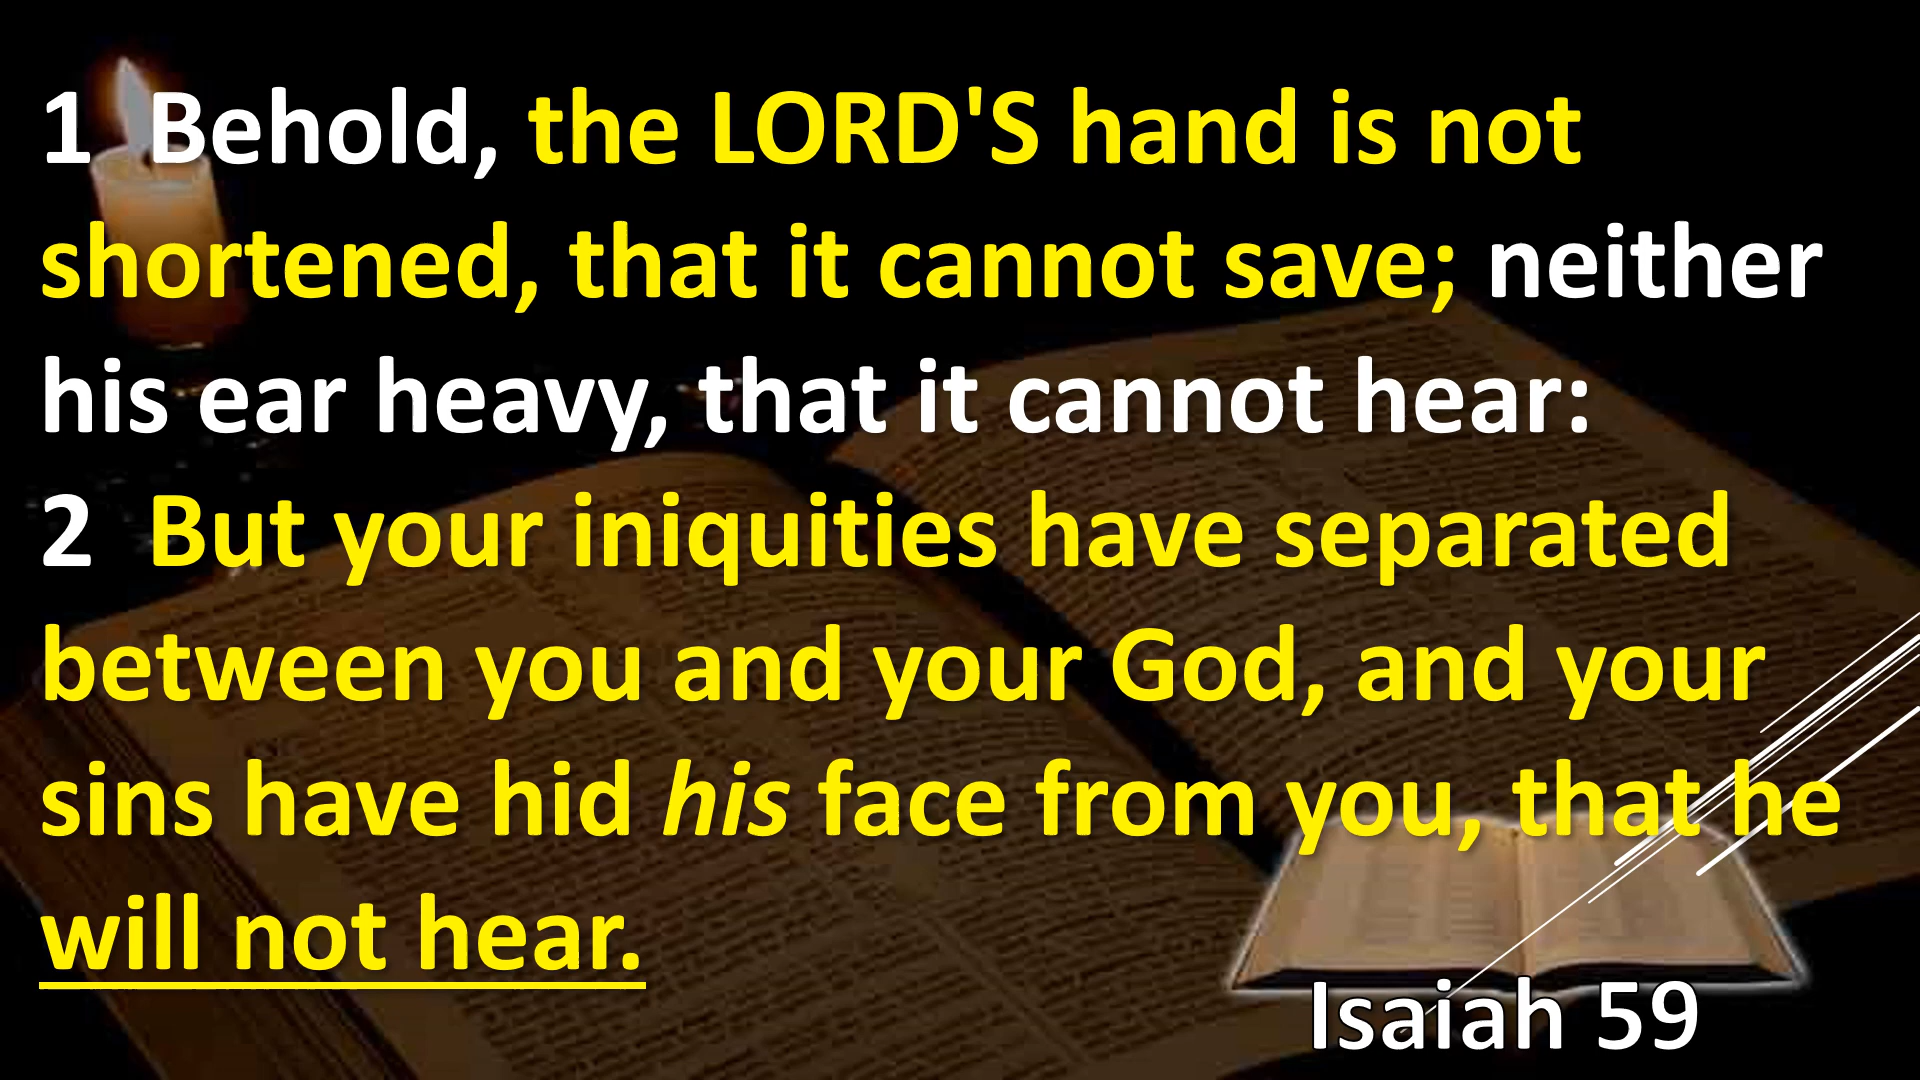 1 Behold, the LORD'S hand is not
shortened, that it cannot save; neither
his ear heavy, that it cannot hear:
2 But your iniquities have separated
between you and your God, and your
sins have hid his face from you, that he
will not hear.
Isaiah 59